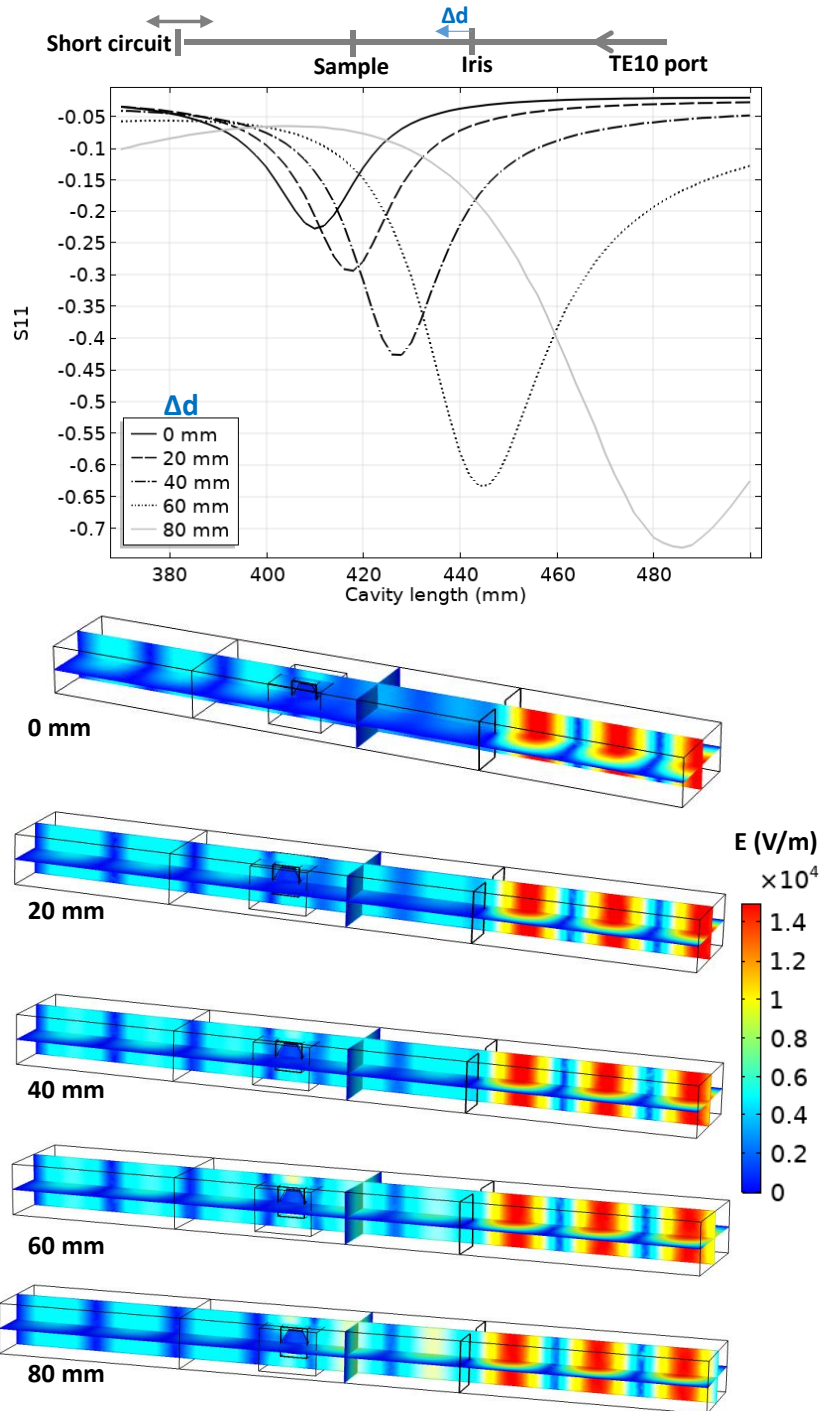 Δd
Short circuit
Sample
Iris
TE10 port
-0.05
-0.1
-0.15
-0.2
-0.25
-0.3
-0.35
-0.4
-0.45
-0.5
-0.55
-0.6
-0.65
-0.7
S11
Δd
0 mm
20 mm
40 mm
60 mm
80 mm
380 400 420 440 460 480
Cavity length (mm)
0 mm
20 mm
40 mm
60 mm
80 mm
E (V/m)
×10⁴
1.4
1.2
1
0.8
0.6
0.4
0.2
0